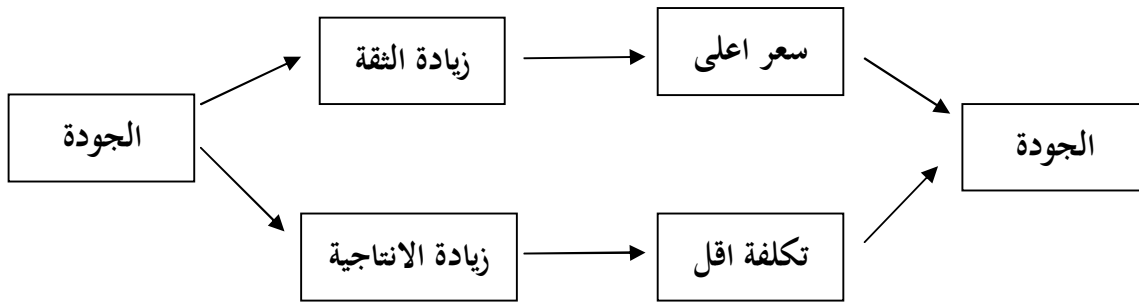 الجودة
زيادة الثقة
سعر اعلى
زيادة الانتاجية
تكلفة اقل
الجودة